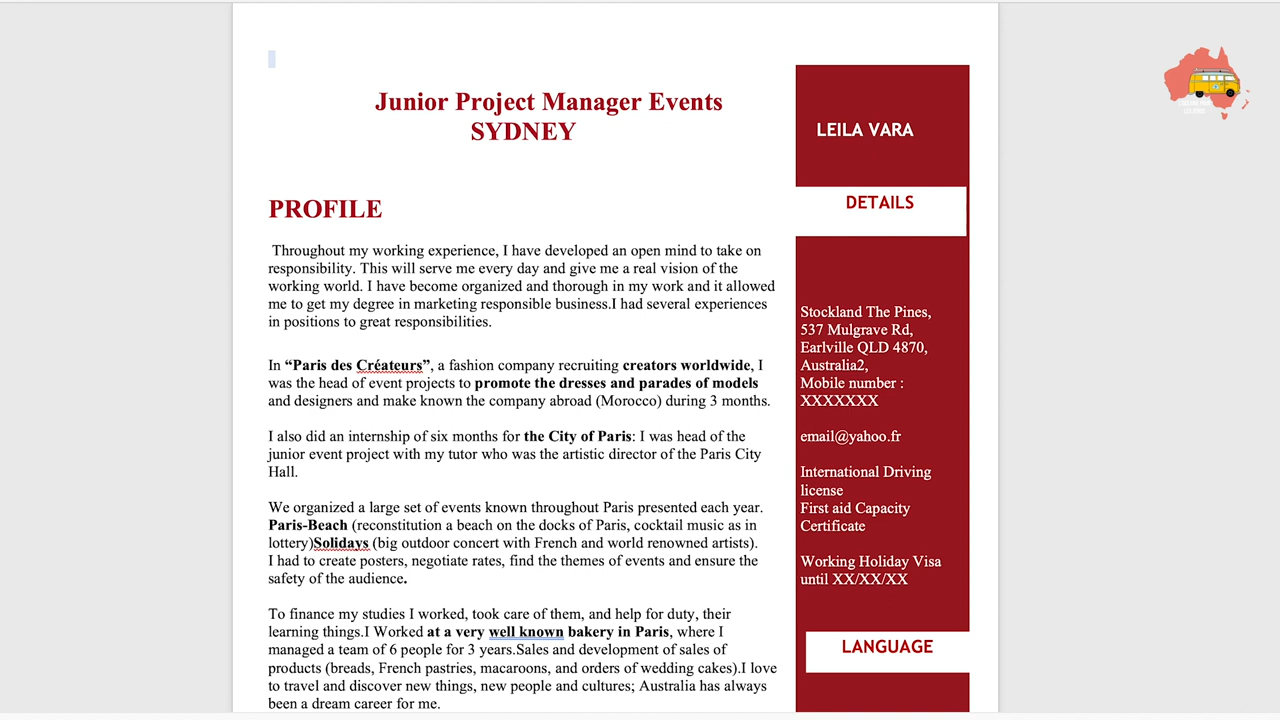 Junior Project Manager Events
SYDNEY
PROFILE
Throughout my working experience, I have developed an open mind to take on
responsibility. This will serve me every day and give me a real vision of the
working world. I have become organized and thorough in my work and it allowed
me to get my degree in marketing responsible business.I had several experiences
in positions to great responsibilities.
In “Paris des Créateurs”, a fashion company recruiting creators worldwide, I
was the head of event projects to promote the dresses and parades of models
and designers and make known the company abroad (Morocco) during 3 months.
I also did an internship of six months for the City of Paris: I was head of the
junior event project with my tutor who was the artistic director of the Paris City
Hall.
We organized a large set of events known throughout Paris presented each year.
Paris-Beach (reconstitution a beach on the docks of Paris, cocktail music as in
lottery)Solidays (big outdoor concert with French and world renowned artists).
I had to create posters, negotiate rates, find the themes of events and ensure the
safety of the audience.
To finance my studies I worked, took care of them, and help for duty, their
learning things.I Worked at a very well known bakery in Paris, where I
managed a team of 6 people for 3 years.Sales and development of sales of
products (breads, French pastries, macaroons, and orders of wedding cakes).I love
to travel and discover new things, new people and cultures; Australia has always
been a dream career for me.
LEILA VARA
DETAILS
Stockland The Pines,
537 Mulgrave Rd,
Earlville QLD 4870,
Australia2,
Mobile number :
XXXXXXX
email@yahoo.fr
International Driving
license
First aid Capacity
Certificate
Working Holiday Visa
until XX/XX/XX
LANGUAGE